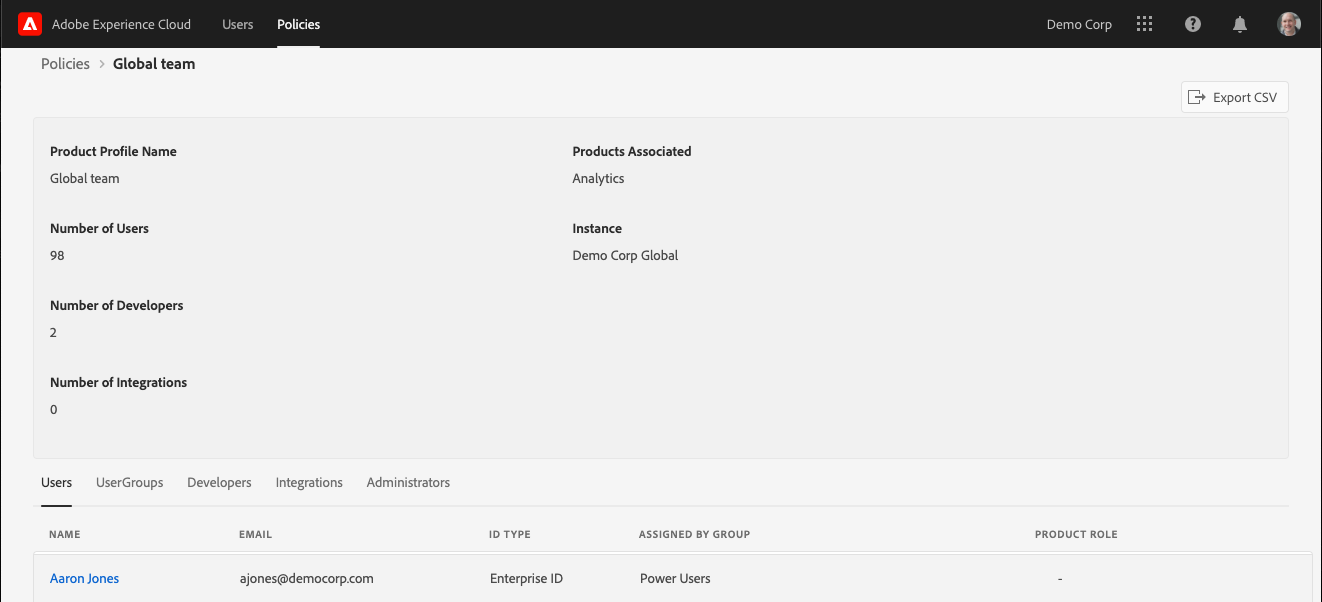 Adobe Experience Cloud Users Policies Demo Corp
Policies > Global team
Export CSV
Product Profile Name Products Associated
Global team Analytics
Number of Users Instance
98 Demo Corp Global
Number of Developers
2
Number of Integrations
0
Users UserGroups Developers Integrations Administrators
NAME EMAIL ID TYPE ASSIGNED BY GROUP PRODUCT ROLE
Aaron Jones ajones@democorp.com Enterprise ID Power Users -